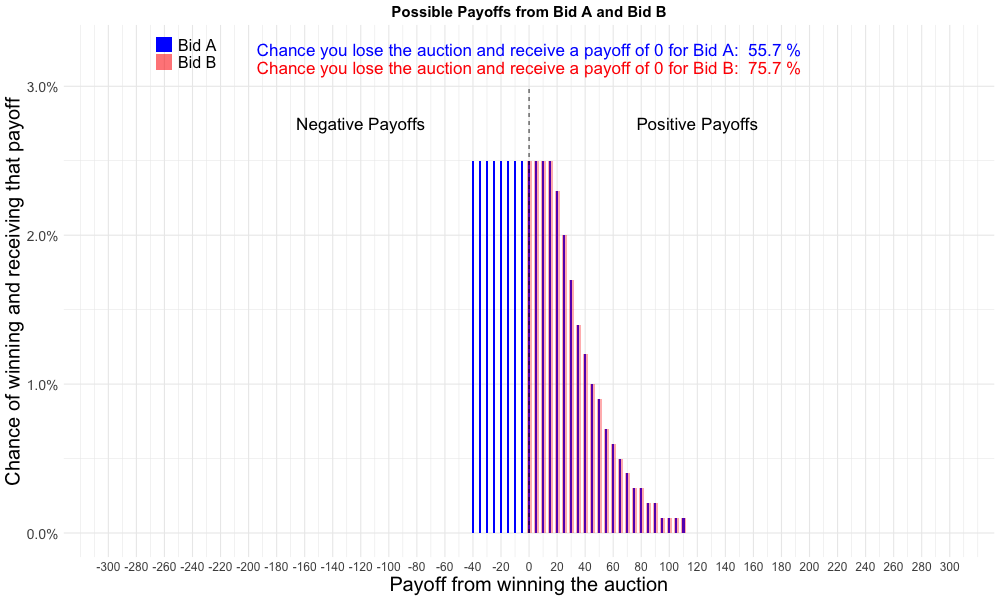 Possible Payoffs from Bid A and Bid B
Bid A
Bid B
Chance you lose the auction and receive a payoff of 0 for Bid A:  55.7 %
Chance you lose the auction and receive a payoff of 0 for Bid B:  75.7 %
Negative Payoffs
Positive Payoffs
Chance of winning and receiving that payoff
3.0%
2.0%
1.0%
0.0%
-300 -280 -260 -240 -220 -200 -180 -160 -140 -120 -100 -80 -60 -40 -20 0 20 40 60 80 100 120 140 160 180 200 220 240 260 280 300
Payoff from winning the auction